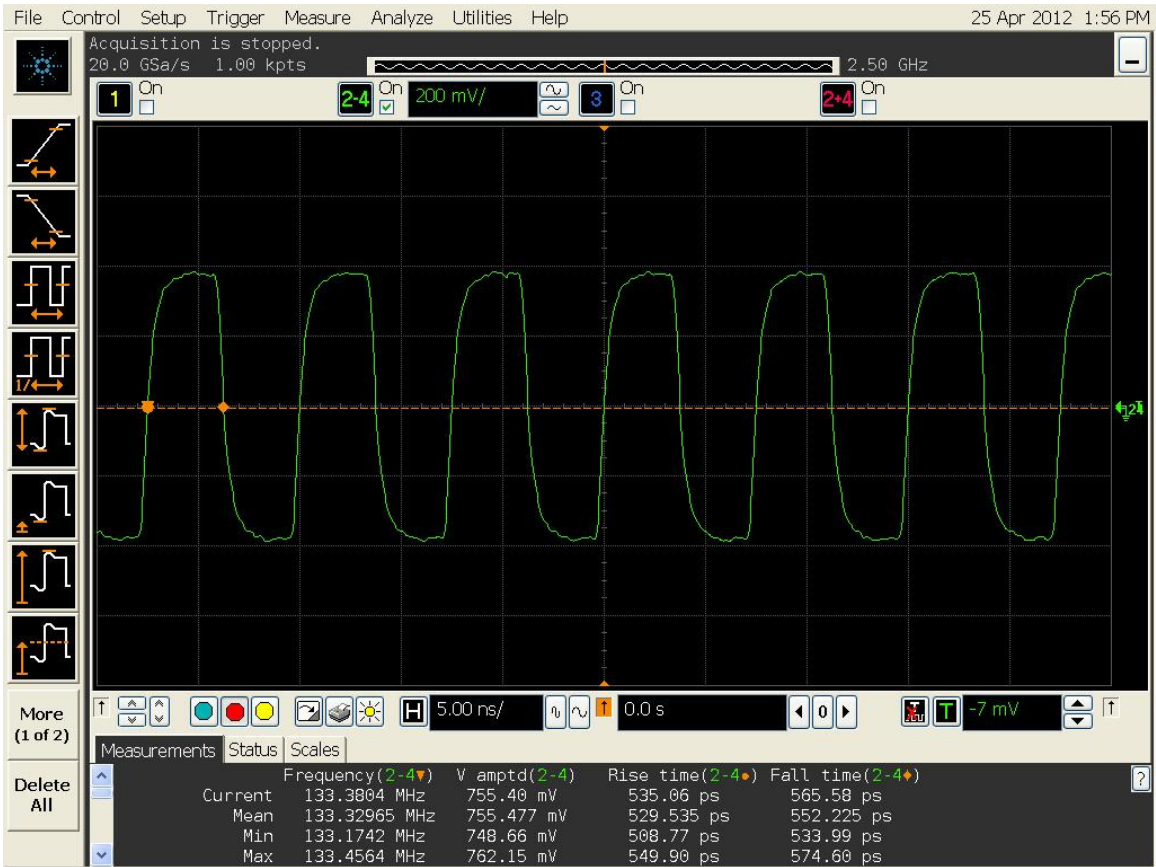 File Control Setup Trigger Measure Analyze Utilities Help 25 Apr 2012 1:56 PM
Acquisition is stopped.
20.0 GSa/s 1.00 kpts 2.50 GHz
1 On 2-4 On 200 mV/ 3 On 2+4 On
1/
24
More
(1 of 2)
Delete
All
H 5.00 ns/ 0.0 s 0 T -7 mV
Measurements Status Scales
Frequency(2-4) V amptd(2-4) Rise time(2-4) Fall time(2-4) ?
Current 133.3804 MHz 755.40 mV 535.06 ps 565.58 ps
Mean 133.32965 MHz 755.477 mV 529.535 ps 552.225 ps
Min 133.1742 MHz 748.66 mV 508.77 ps 533.99 ps
Max 133.4564 MHz 762.15 mV 549.90 ps 574.60 ps